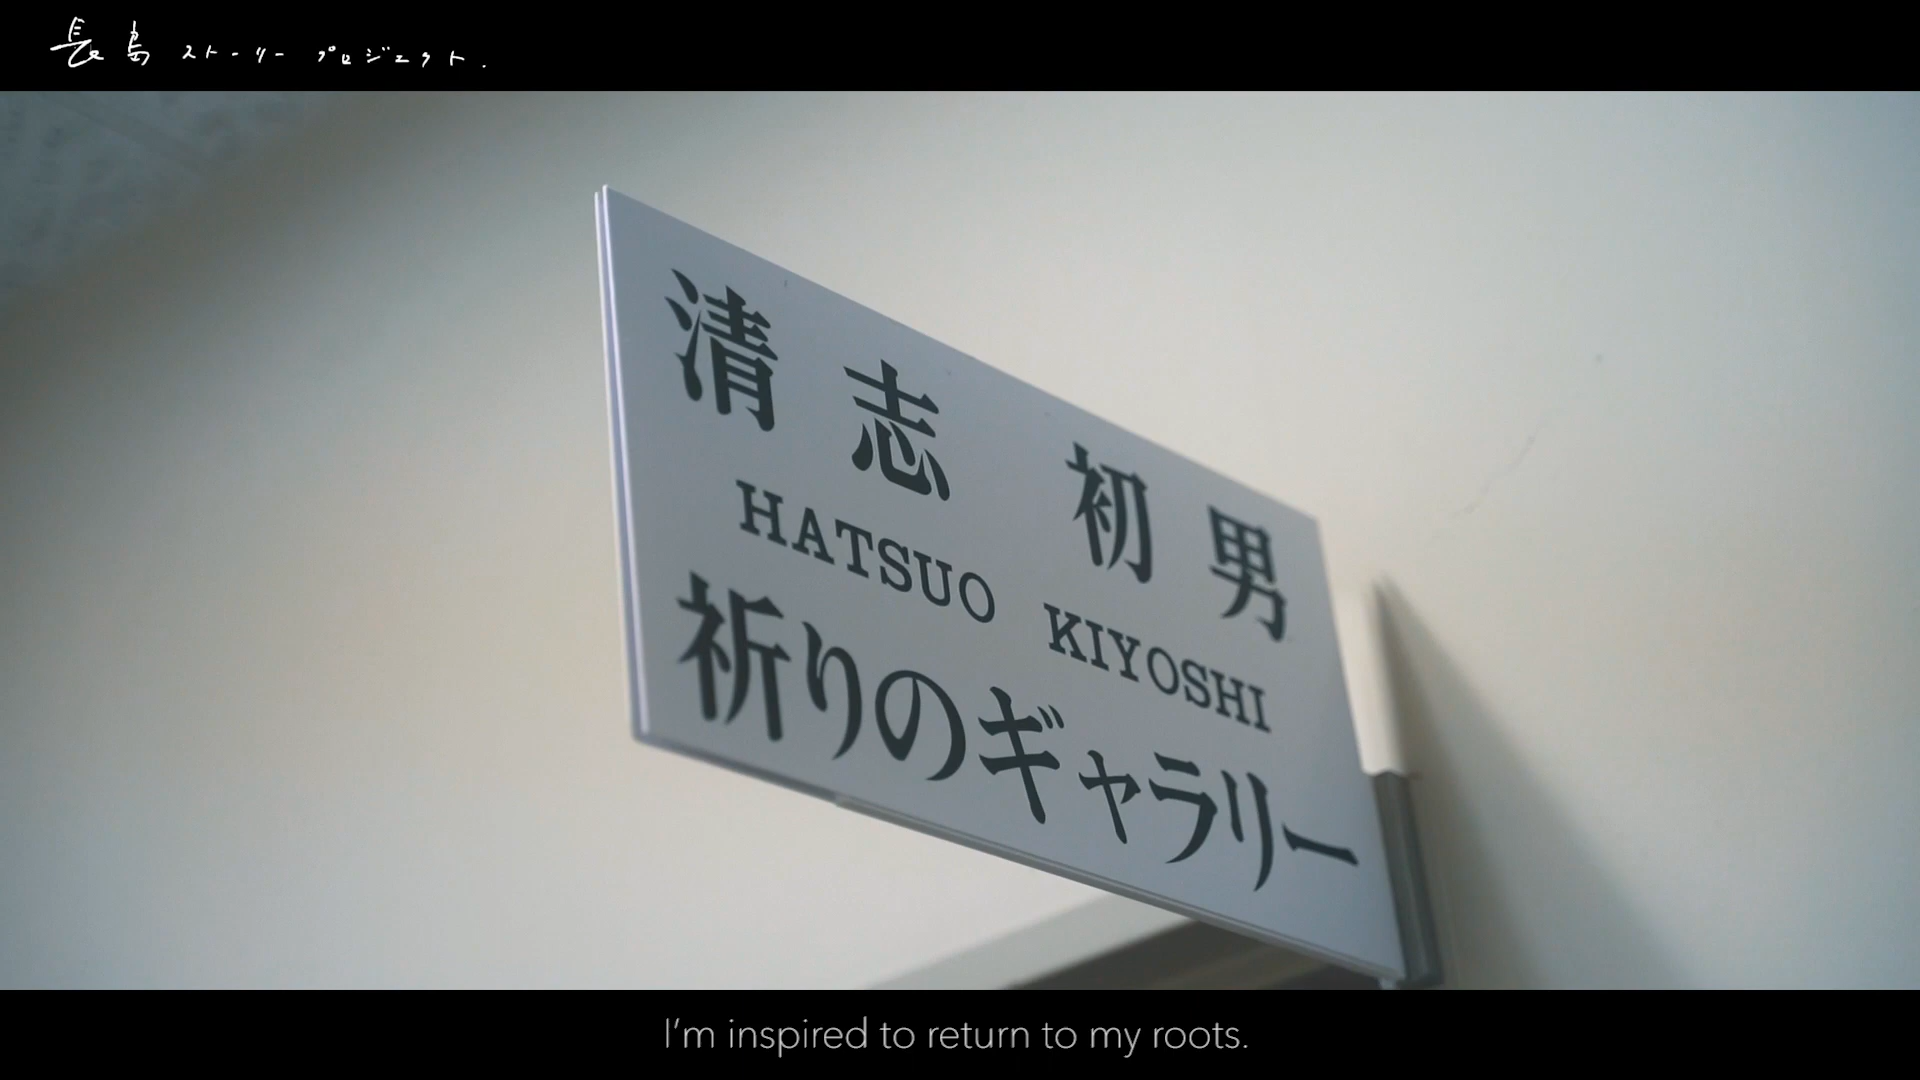 長島 ストーリー プロジェクト.
清志 初男
HATSUO KIYOSHI
祈りのギャラリー
I'm inspired to return to my roots.